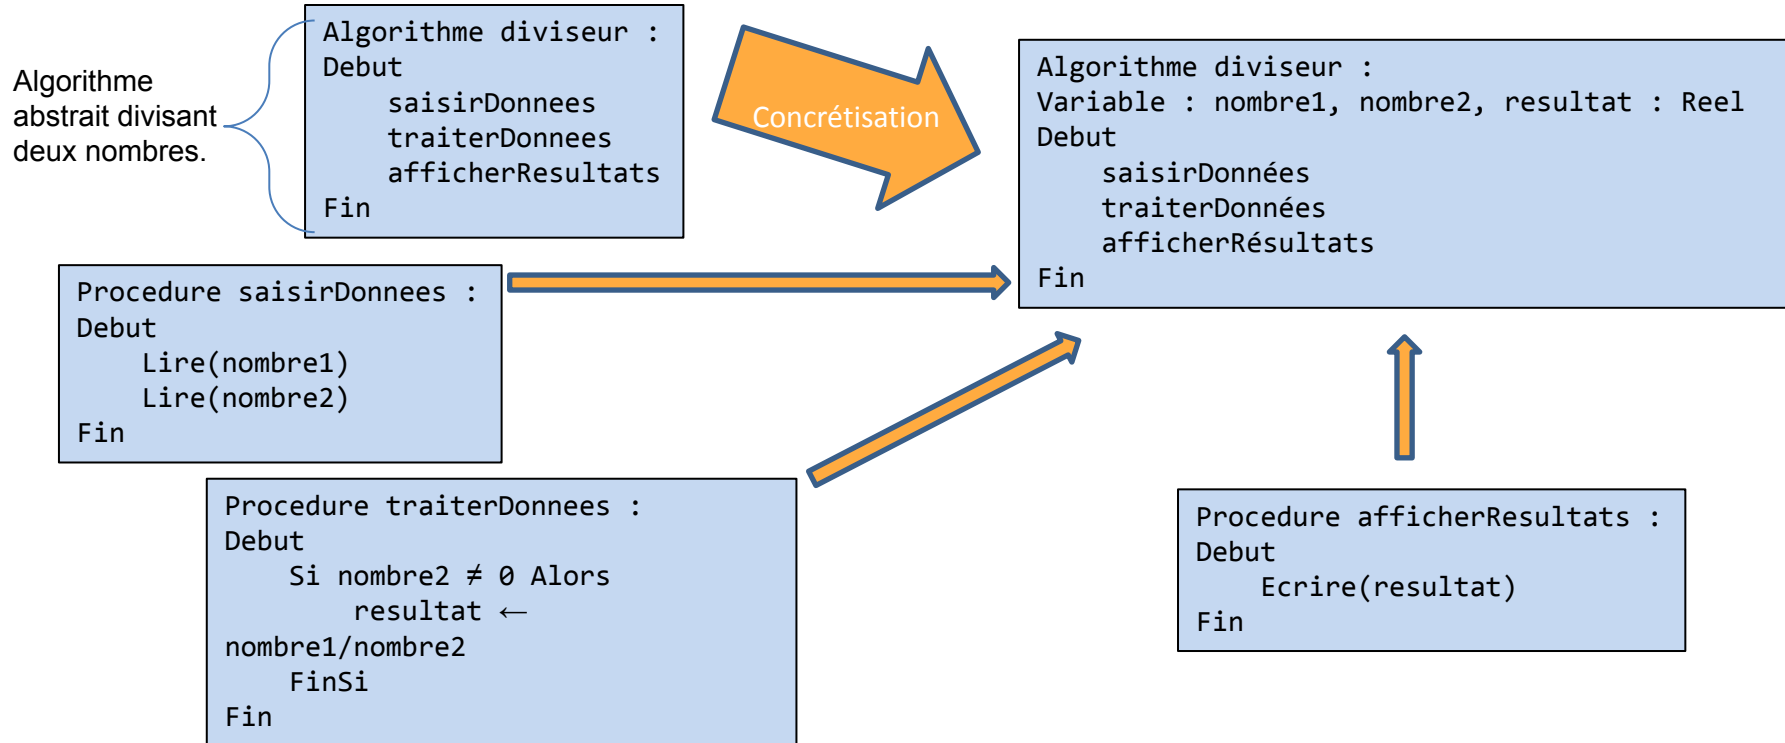 Algorithme
abstrait divisant
deux nombres.
Algorithme diviseur :
Debut
    saisirDonnees
    traiterDonnees
    afficherResultats
Fin
Concrétisation
Algorithme diviseur :
Variable : nombre1, nombre2, resultat : Reel
Debut
    saisirDonnées
    traiterDonnées
    afficherRésultats
Fin
Procedure saisirDonnees :
Debut
    Lire(nombre1)
    Lire(nombre2)
Fin
Procedure traiterDonnees :
Debut
    Si nombre2 ≠ 0 Alors
        resultat ←
nombre1/nombre2
    FinSi
Fin
Procedure afficherResultats :
Debut
    Ecrire(resultat)
Fin